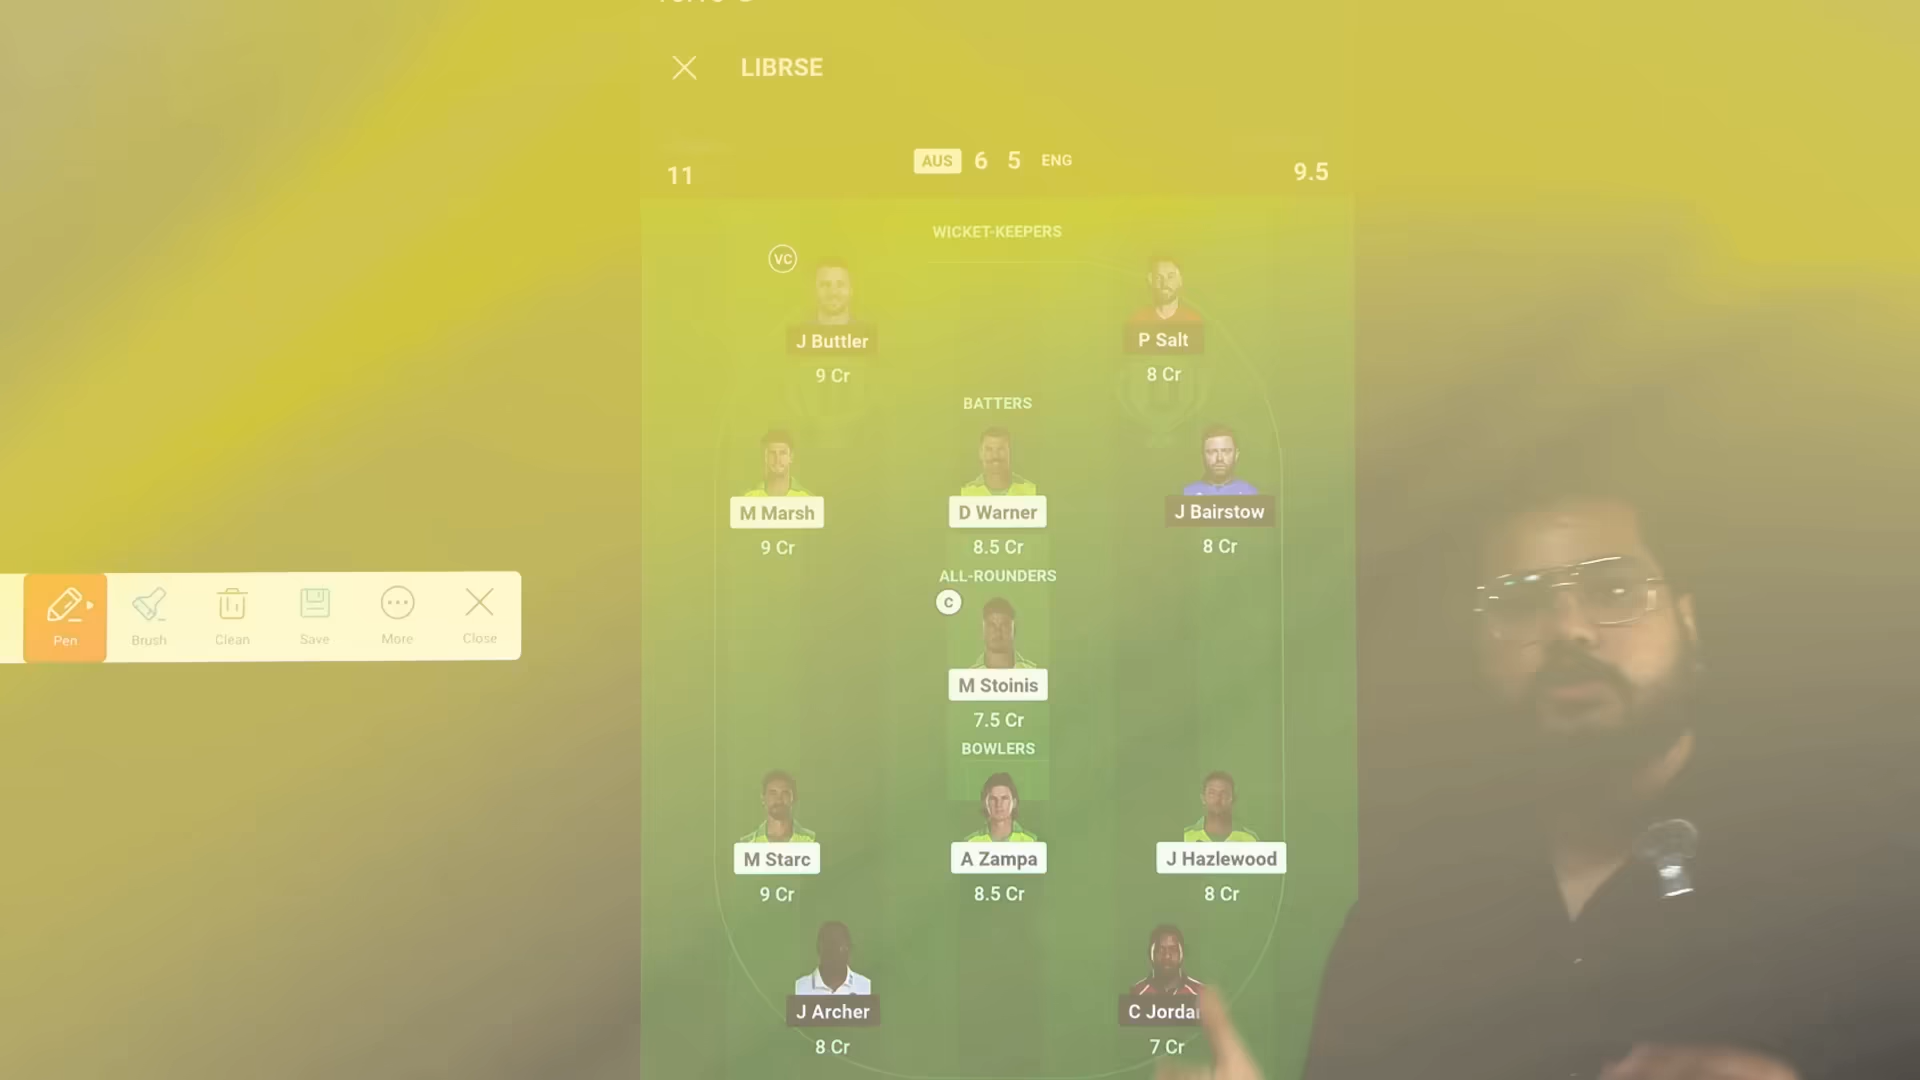 LIBRSE
11
AUS 6 5 ENG
9.5
WICKET-KEEPERS
VC
J Buttler
P Salt
9 Cr
8 Cr
BATTERS
M Marsh
D Warner
J Bairstow
9 Cr
8.5 Cr
8 Cr
ALL-ROUNDERS
C
M Stoinis
7.5 Cr
BOWLERS
M Starc
A Zampa
J Hazlewood
9 Cr
8.5 Cr
8 Cr
J Archer
C Jorda
8 Cr
7 Cr
Pen
Brush
Clean
Save
More
Close